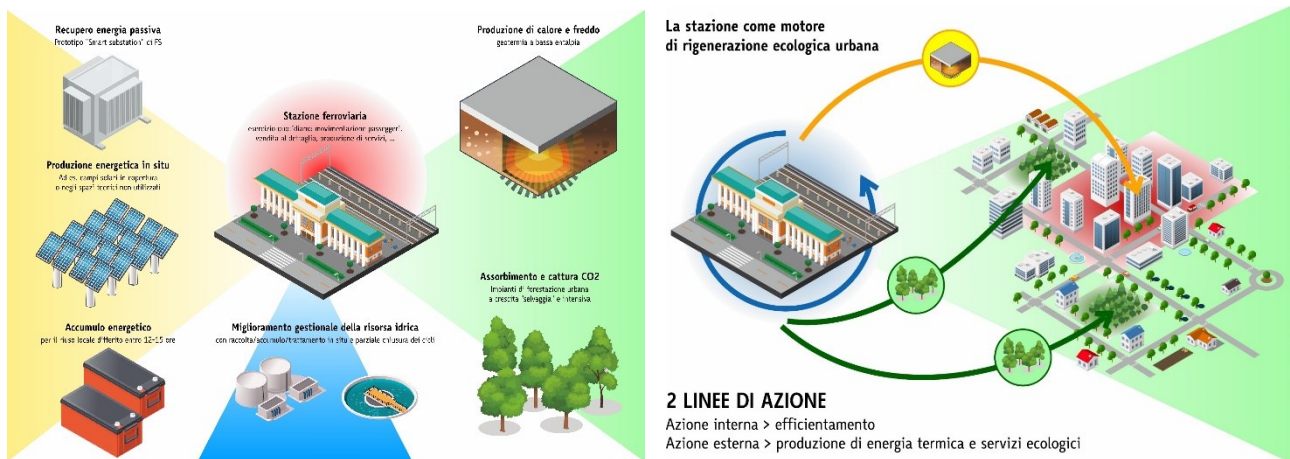 Recupero energia passiva
Prototipo "Smart substation" di FS
Produzione energetica in situ
Ad es. campi solari in copertura
o negli spazi tecnici non utilizzati
Accumulo energetico
per il riuso locale differito entro 12-15 ore
Stazione ferroviaria
esercizio quotidiano: movimentazione passeggeri,
vendita al dettaglio, produzione di servizi, ...
Miglioramento gestionale della risorsa idrica
con raccolta/accumulo/trattamento in situ e parziale chiusura dei cicli
Produzione di calore e freddo
geotermia a bassa entalpia
Assorbimento e cattura CO2
Impianti di forestazione urbana
a crescita "selvaggia" e intensiva
La stazione come motore
di rigenerazione ecologica urbana
2 LINEE DI AZIONE
Azione interna > efficientamento
Azione esterna > produzione di energia termica e servizi ecologici